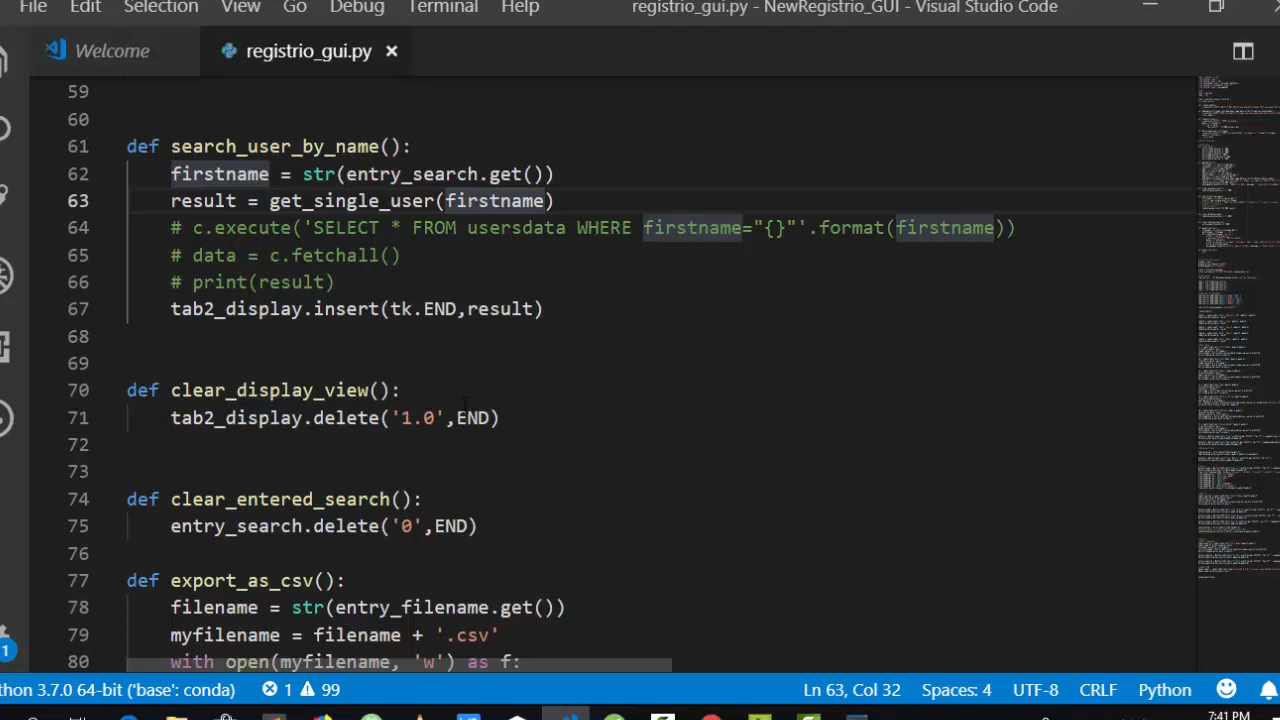 File Edit Selection View Go Debug Terminal Help registrio_gui.py - NewRegistrio_GUI - Visual Studio Code
Welcome registrio_gui.py ×
59
60
61 def search_user_by_name():
62 firstname = str(entry_search.get())
63 result = get_single_user(firstname)
64 # c.execute('SELECT * FROM usersdata WHERE firstname="{}"'.format(firstname))
65 # data = c.fetchall()
66 # print(result)
67 tab2_display.insert(tk.END,result)
68
69
70 def clear_display_view():
71 tab2_display.delete('1.0',END)
72
73
74 def clear_entered_search():
75 entry_search.delete('0',END)
76
77 def export_as_csv():
78 filename = str(entry_filename.get())
79 myfilename = filename + '.csv'
80 with open(myfilename, 'w') as f:
1
thon 3.7.0 64-bit ('base': conda) 1 99 Ln 63, Col 32 Spaces: 4 UTF-8 CRLF Python
7:41 PM